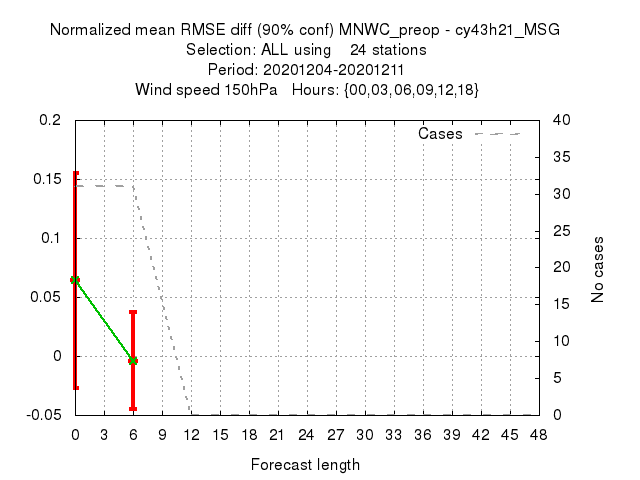 Normalized mean RMSE diff (90% conf) MNWC_preop - cy43h21_MSG
Selection: ALL using 24 stations
Period: 20201204-20201211
Wind speed 150hPa Hours: {00,03,06,09,12,18}
Cases
0.2
0.15
0.1
0.05
0
-0.05
40
35
30
25
20
15
10
5
0
No cases
0 3 6 9 12 15 18 21 24 27 30 33 36 39 42 45 48
Forecast length